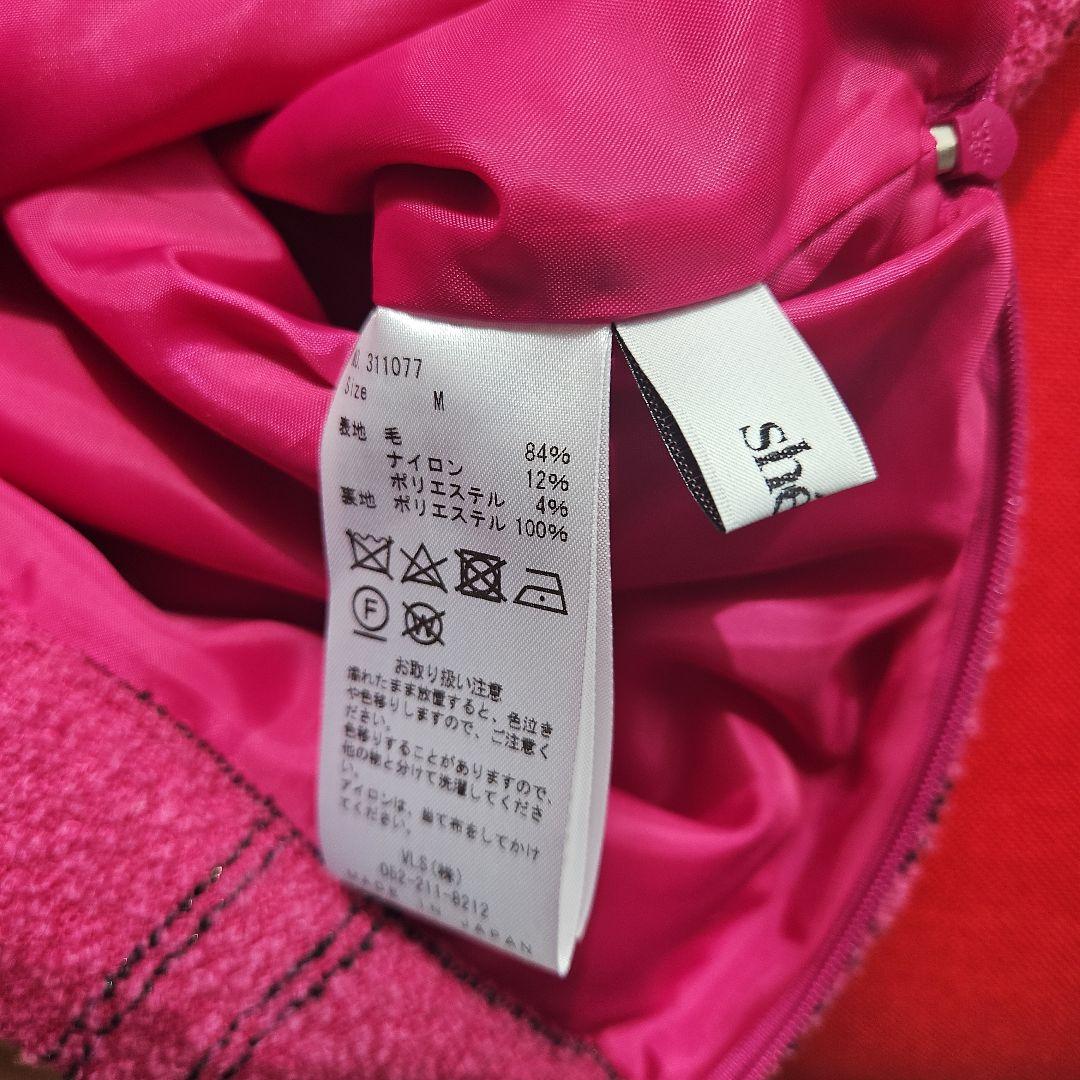 NO. 311077
Size M
表地 毛 84%
ナイロン 12%
ポリエステル 4%
裏地 ポリエステル 100%
F
W
お取り扱い注意
濡れたまま放置すると、色泣き
や色移りしますので、ご注意く
ださい。
色移りすることがありますので、
他の物と分けて洗濯してくださ
い。
アイロンは、当て布をしてかけ
てください。
VLS(株)
052-211-8212
MADE IN JAPAN
she